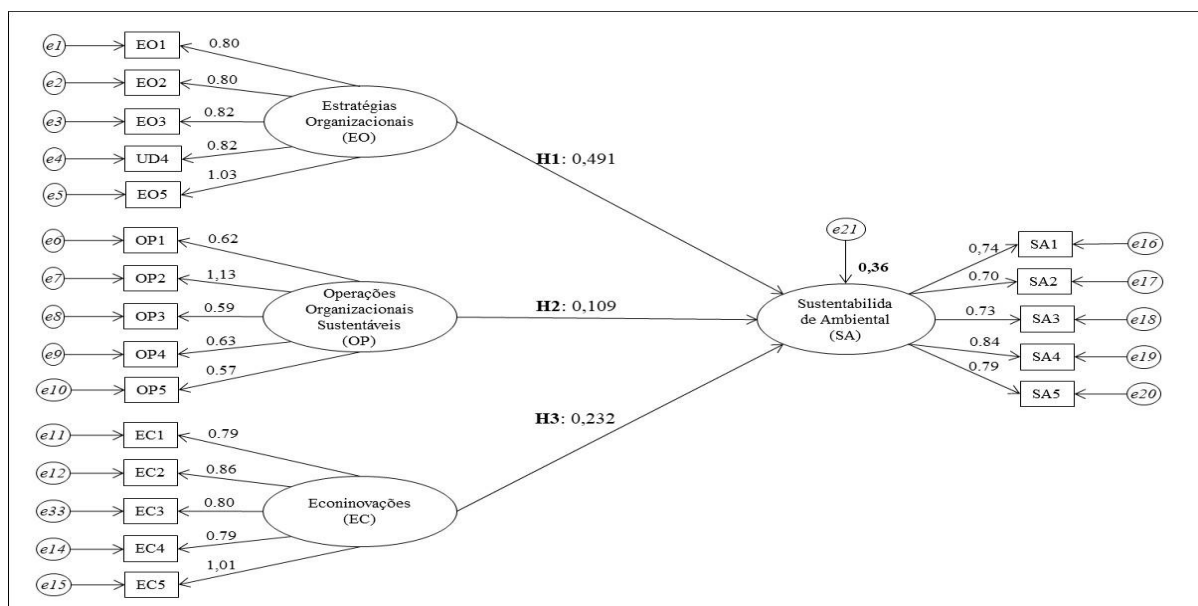 e1
EO1
0.80
e2
EO2
0.80
e3
EO3
0.82
e4
UD4
0.82
e5
EO5
1.03
Estratégias
Organizacionais
(EO)
H1: 0,491
e6
OP1
0.62
e7
OP2
1,13
e8
OP3
0.59
e9
OP4
0.63
e10
OP5
0.57
Operações
Organizacionais
Sustentáveis
(OP)
H2: 0,109
e11
EC1
0.79
e12
EC2
0.86
e33
EC3
0.80
e14
EC4
0.79
e15
EC5
1,01
Econinovações
(EC)
H3: 0,232
e21
0,36
Sustentabilida
de Ambiental
(SA)
0,74
SA1
e16
0.70
SA2
e17
0.73
SA3
e18
0.84
SA4
e19
0.79
SA5
e20